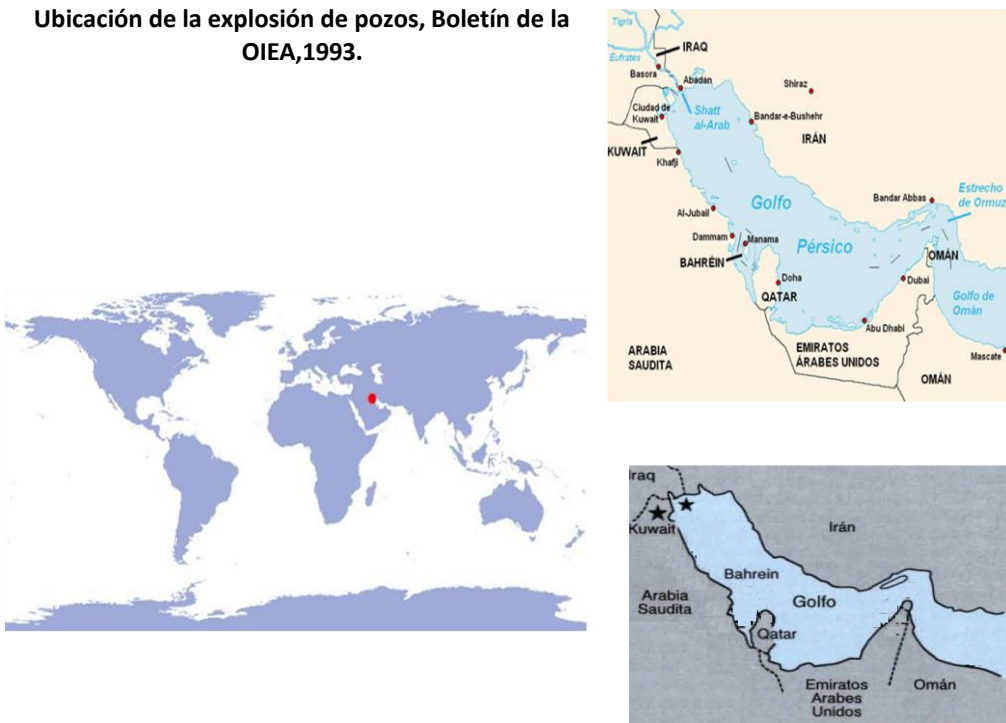 Ubicación de la explosión de pozos, Boletín de la
OIEA,1993.
Tigris
Eufrates
IRAQ
Basora
Abadan
Shiraz
Ciudad de
Kuwait
Shatt
al-Arab
Bandar-e-Bushehr
IRÁN
KUWAIT
Khafji
Golfo
Pérsico
Bandar Abbas
Estrecho
de Ormuz
Al-Jubail
Dammam
Manama
BAHRÉIN
OMÁN
Doha
Dubai
QATAR
Golfo de
Omán
Abu Dhabi
EMIRATOS
ÁRABES UNIDOS
ARABIA
SAUDITA
Mascate
OMÁN
Iraq
Kuwait
Irán
Bahrein
Golfo
Arabia
Saudita
Qatar
Emiratos
Arabes
Unidos
Omán